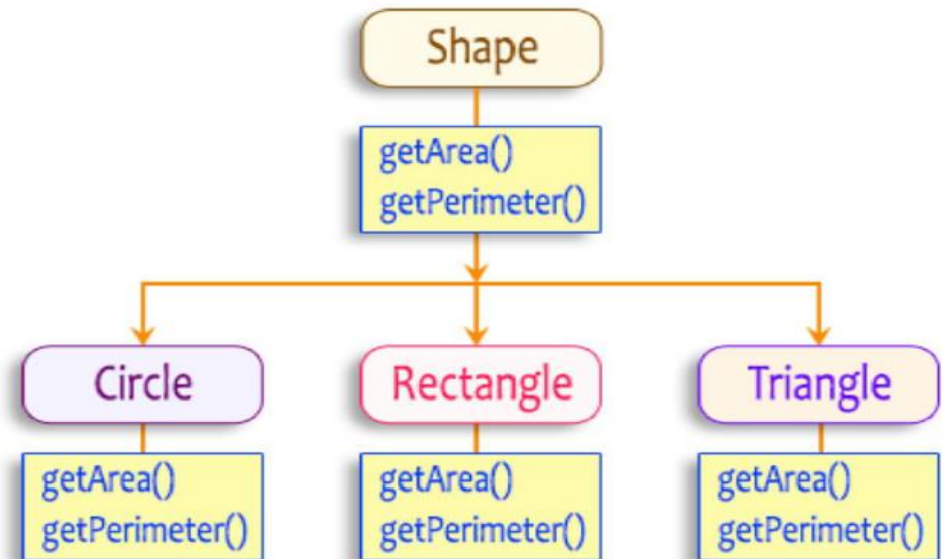 Shape
getArea()
getPerimeter()
Circle
Rectangle
Triangle
getArea()
getPerimeter()
getArea()
getPerimeter()
getArea()
getPerimeter()